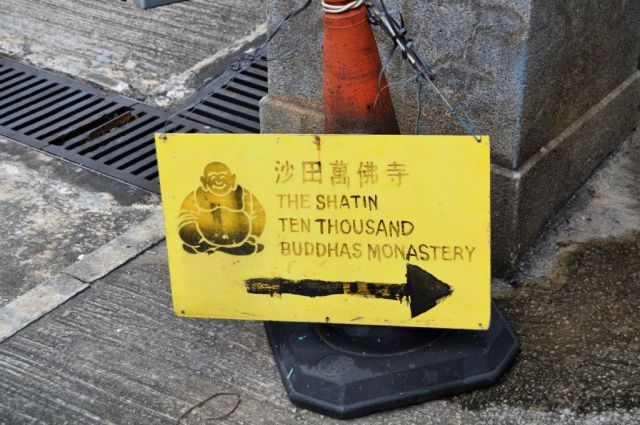 沙田萬佛寺
THE SHATIN
TEN THOUSAND
BUDDHAS MONASTERY